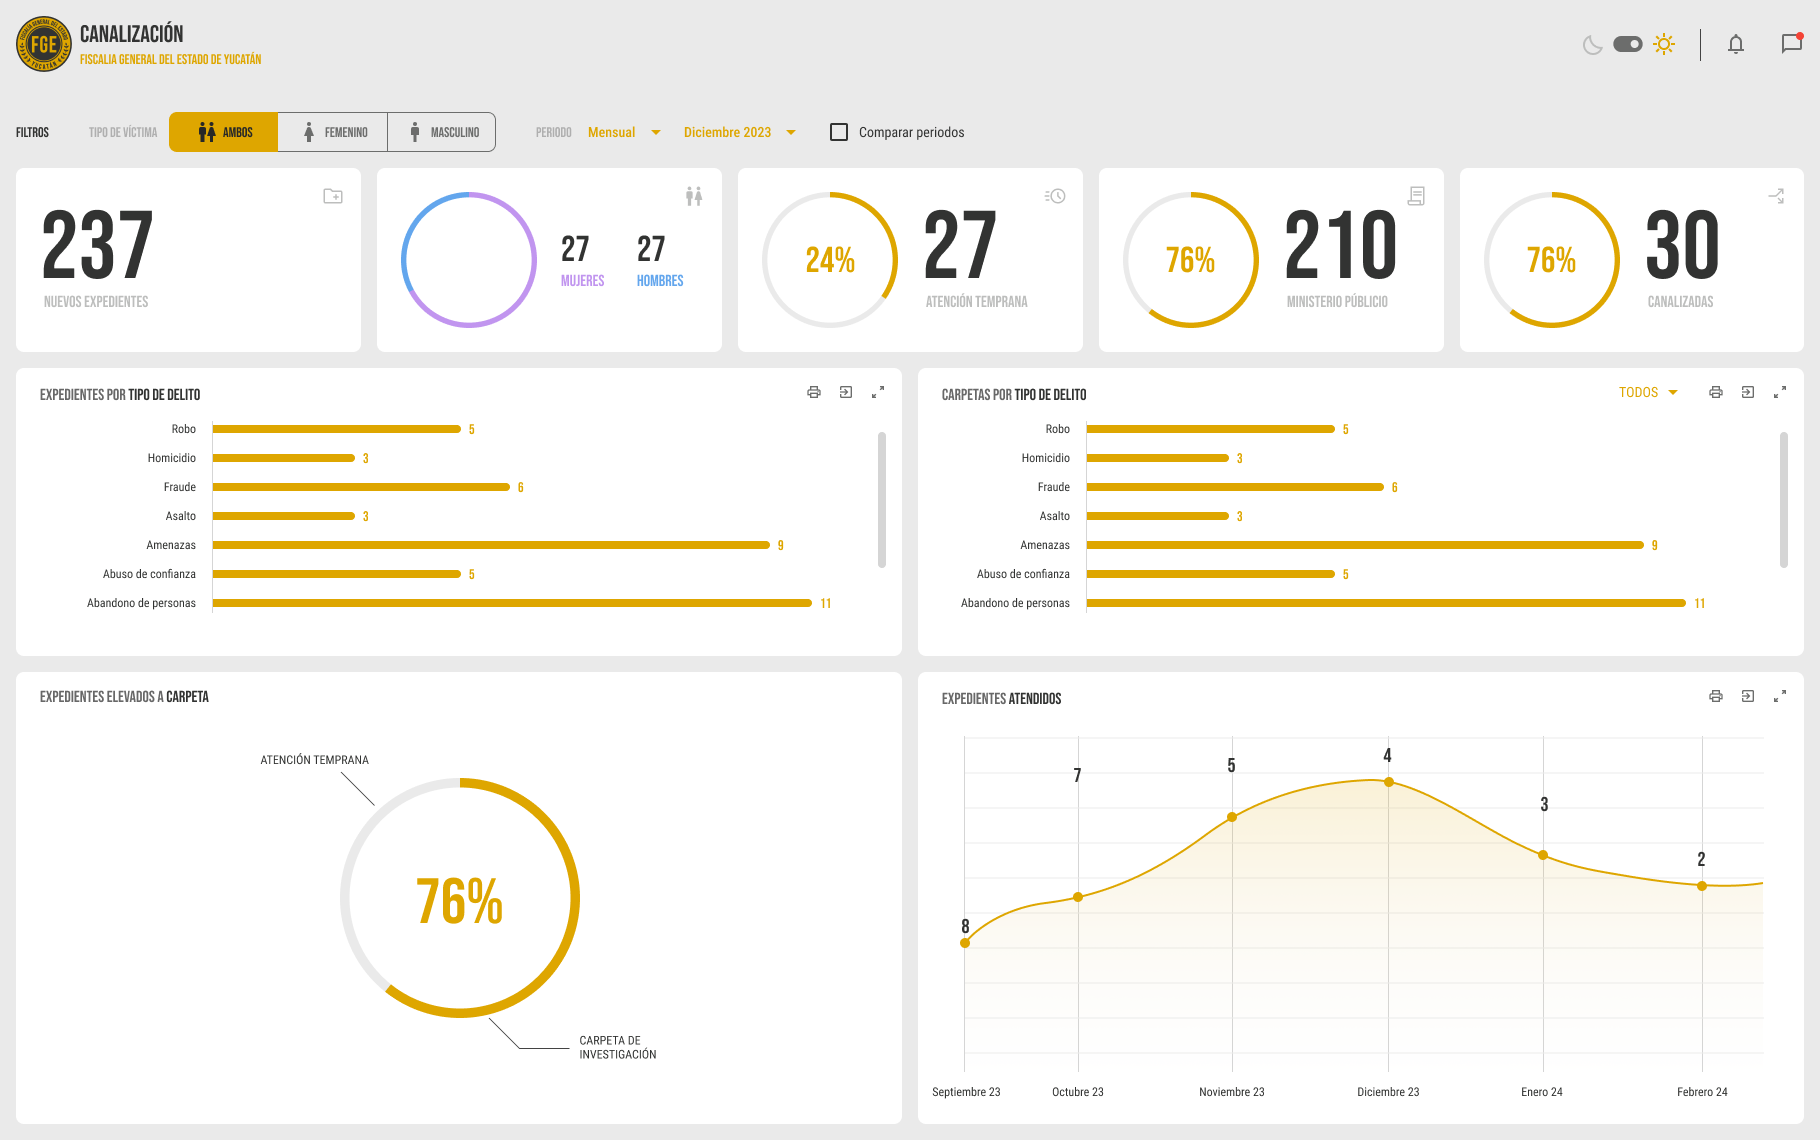 FISCALÍA GENERAL DEL ESTADO
FGE
YUCATÁN
CANALIZACIÓN
FISCALIA GENERAL DEL ESTADO DE YUCATÁN
FILTROS
TIPO DE VÍCTIMA
AMBOS
FEMENINO
MASCULINO
PERIODO
Mensual
Diciembre 2023
Comparar periodos
237
NUEVOS EXPEDIENTES
27
MUJERES
27
HOMBRES
24%
27
ATENCIÓN TEMPRANA
76%
210
MINISTERIO PÚBLICIO
76%
30
CANALIZADAS
EXPEDIENTES POR TIPO DE DELITO
Robo 5
Homicidio 3
Fraude 6
Asalto 3
Amenazas 9
Abuso de confianza 5
Abandono de personas 11
CARPETAS POR TIPO DE DELITO
TODOS
Robo 5
Homicidio 3
Fraude 6
Asalto 3
Amenazas 9
Abuso de confianza 5
Abandono de personas 11
EXPEDIENTES ELEVADOS A CARPETA
ATENCIÓN TEMPRANA
76%
CARPETA DE
INVESTIGACIÓN
EXPEDIENTES ATENDIDOS
8
7
5
4
3
2
Septiembre 23
Octubre 23
Noviembre 23
Diciembre 23
Enero 24
Febrero 24